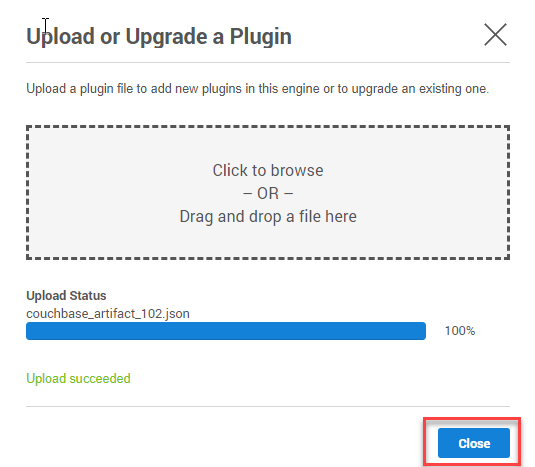 Upload or Upgrade a Plugin
Upload a plugin file to add new plugins in this engine or to upgrade an existing one.
Click to browse
– OR –
Drag and drop a file here
Upload Status
couchbase_artifact_102.json
100%
Upload succeeded
Close